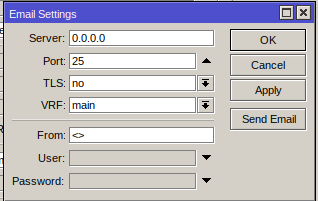 Email Settings
Server: 0.0.0.0
OK
Port: 25
Cancel
TLS: no
Apply
VRF: main
Send Email
From: <>
User:
Password: